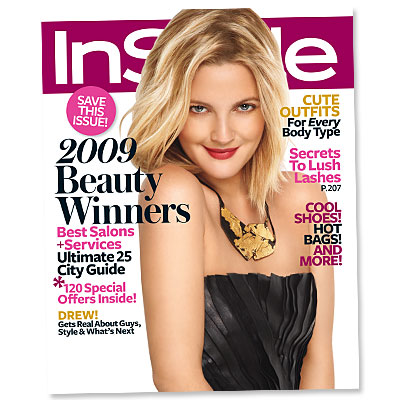 InStyle
SAVE
THIS
ISSUE!
2009
Beauty
Winners
Best Salons
+Services
Ultimate 25
City Guide
*120 Special
Offers Inside!
DREW!
Gets Real About Guys,
Style & What's Next
CUTE
OUTFITS
For Every
Body Type
Secrets
To Lush
Lashes
P.207
COOL
SHOES!
HOT
BAGS!
AND
MORE!